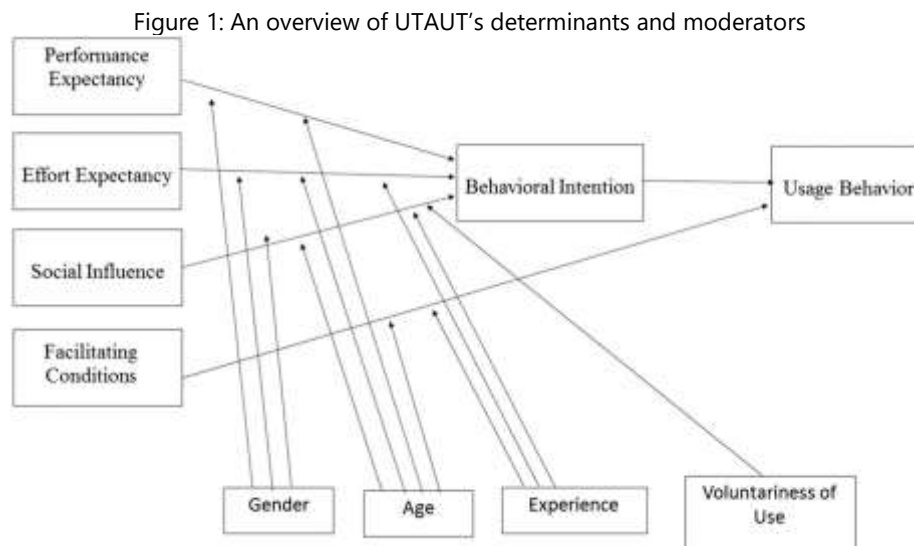 Figure 1: An overview of UTAUT's determinants and moderators
Performance
Expectancy
Effort Expectancy
Behavioral Intention
Usage Behavior
Social Influence
Facilitating
Conditions
Gender
Age
Experience
Voluntariness of
Use